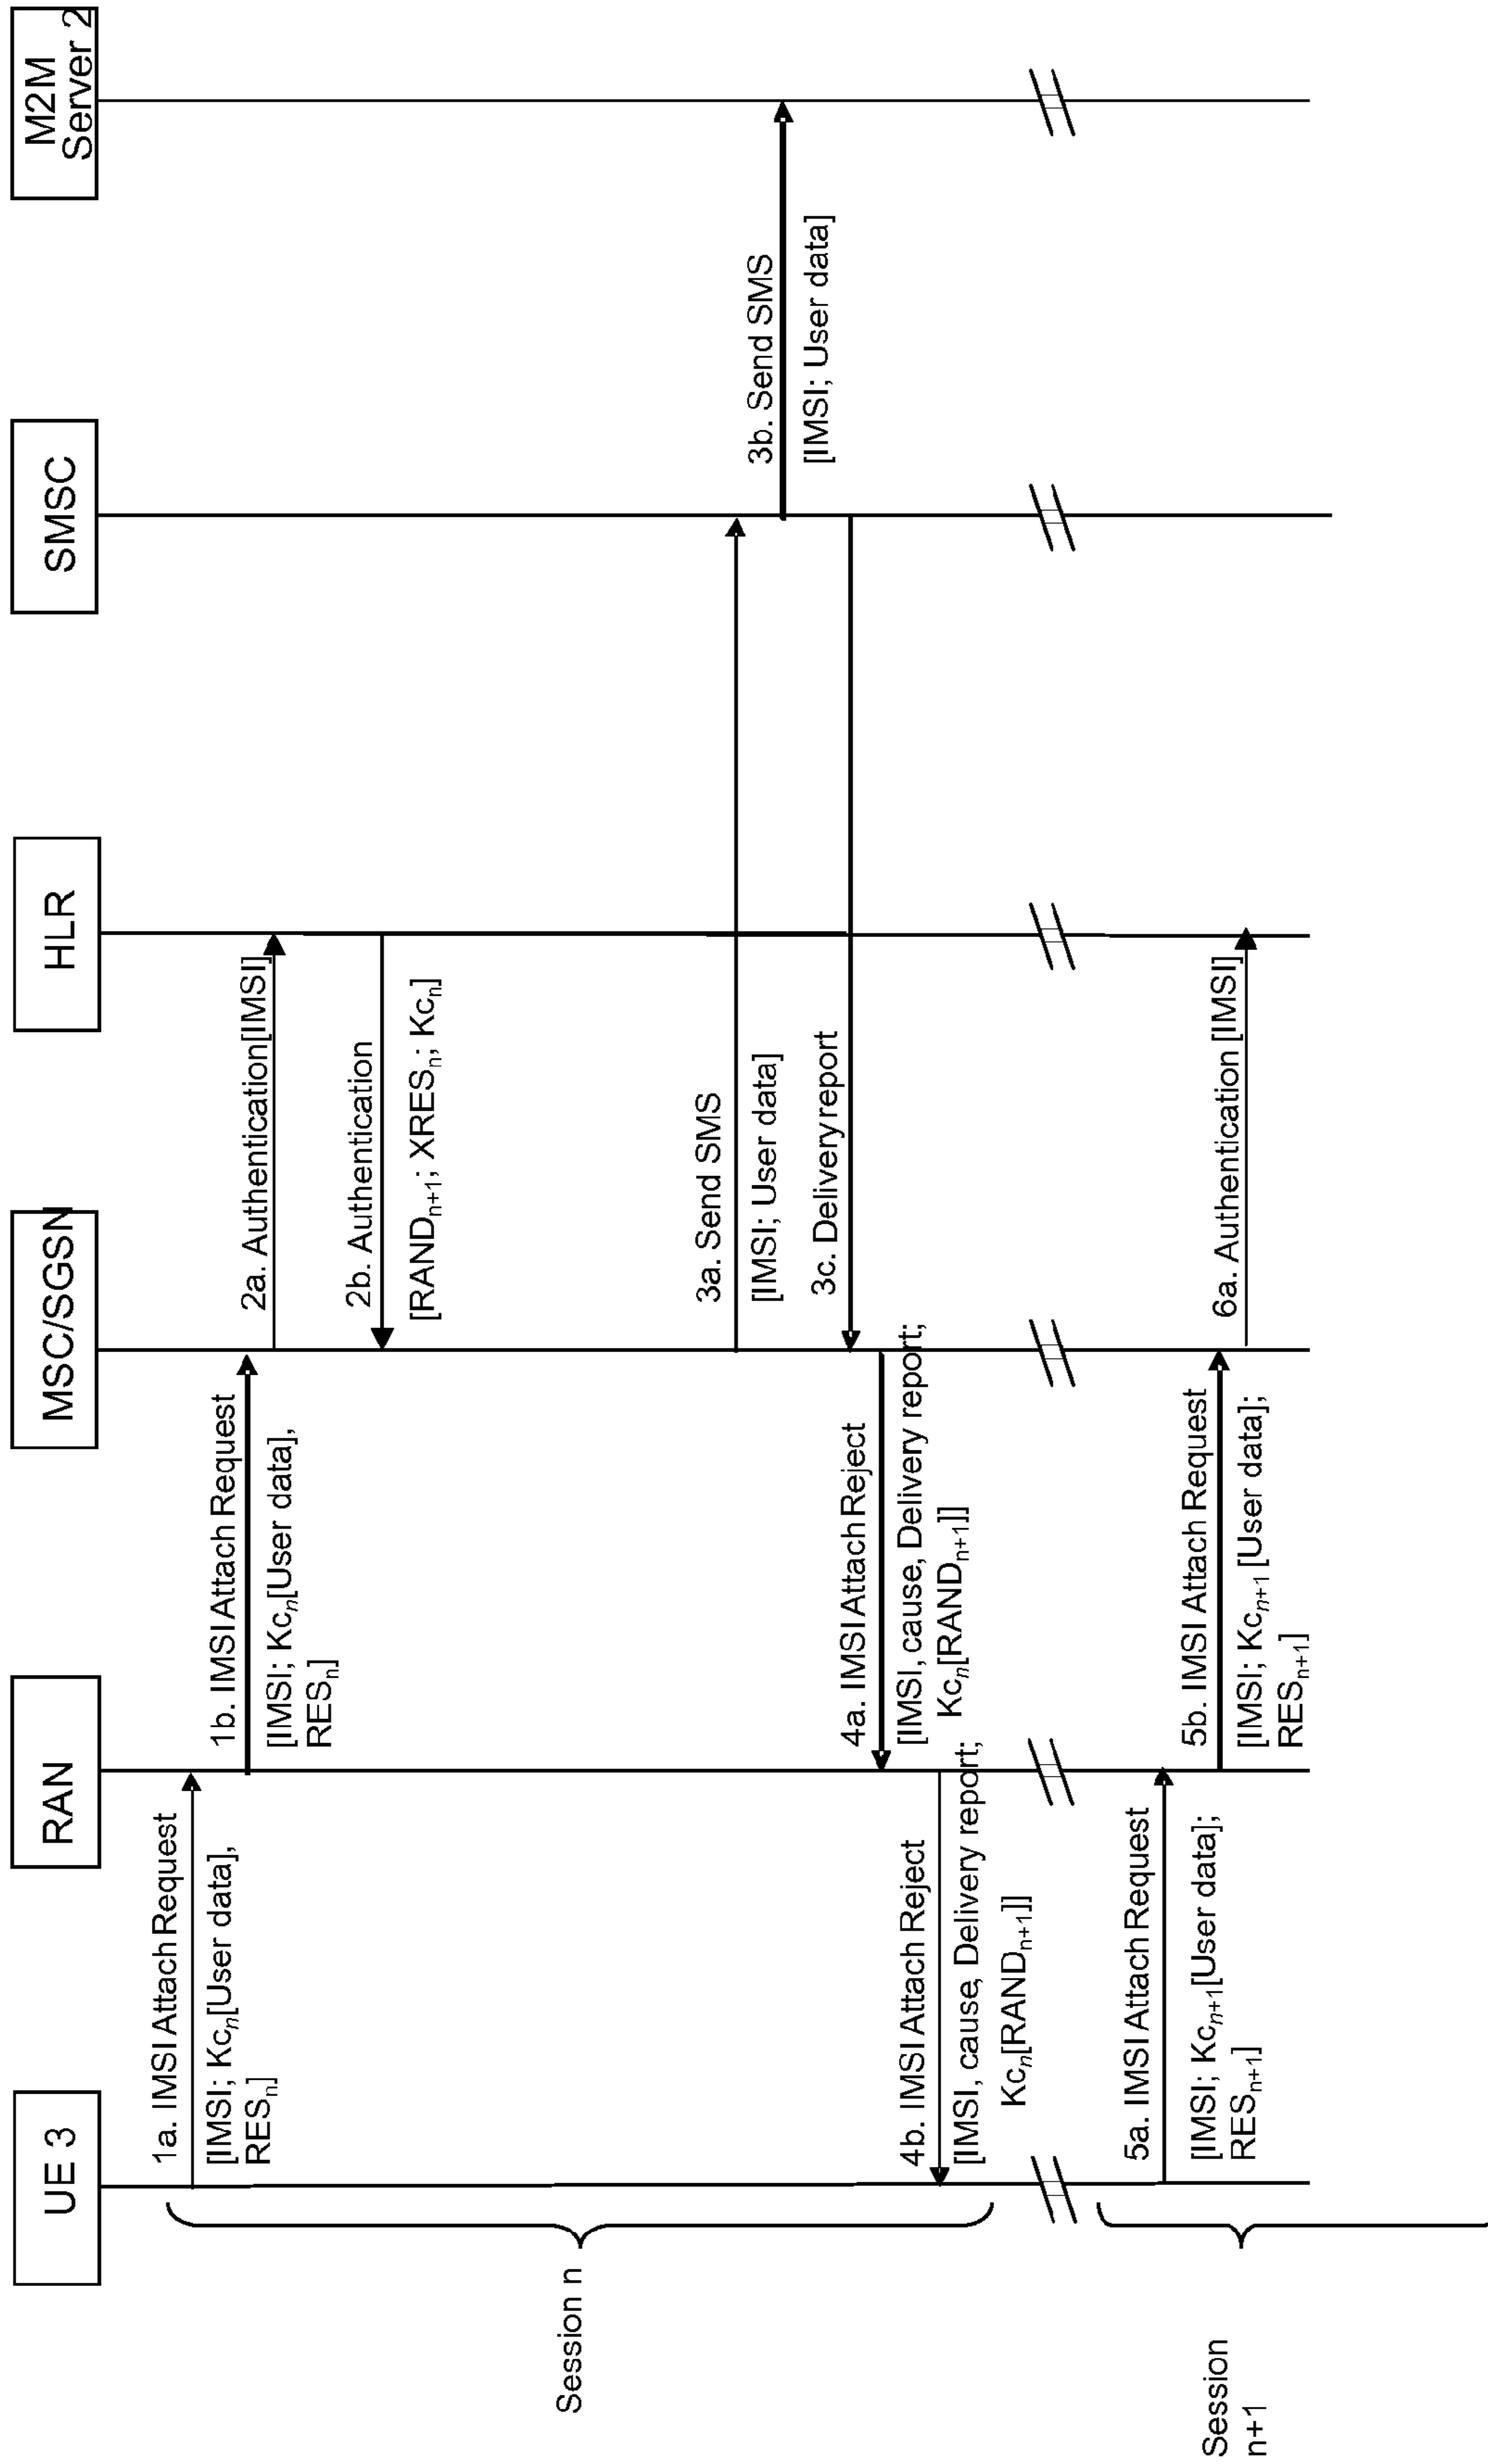 UE 3
RAN
MSC/SGSN
HLR
SMSC
M2M
Server 2
1a. IMSI Attach Request
[IMSI; Kcₙ[User data],
RESₙ]
1b. IMSI Attach Request
[IMSI; Kcₙ[User data],
RESₙ]
2a. Authentication[IMSI]
2b. Authentication
[RANDₙ₊₁; XRESₙ; Kcₙ]
3a. Send SMS
[IMSI; User data]
3b. Send SMS
[IMSI; User data]
3c. Delivery report
4a. IMSI Attach Reject
[IMSI, cause, Delivery report;
Kcₙ[RANDₙ₊₁]]
4b. IMSI Attach Reject
[IMSI, cause, Delivery report;
Kcₙ[RANDₙ₊₁]]
Session n
5a. IMSI Attach Request
[IMSI; Kcₙ₊₁[User data];
RESₙ₊₁]
5b. IMSI Attach Request
[IMSI; Kcₙ₊₁ [User data];
RESₙ₊₁]
6a. Authentication [IMSI]
Session
n+1